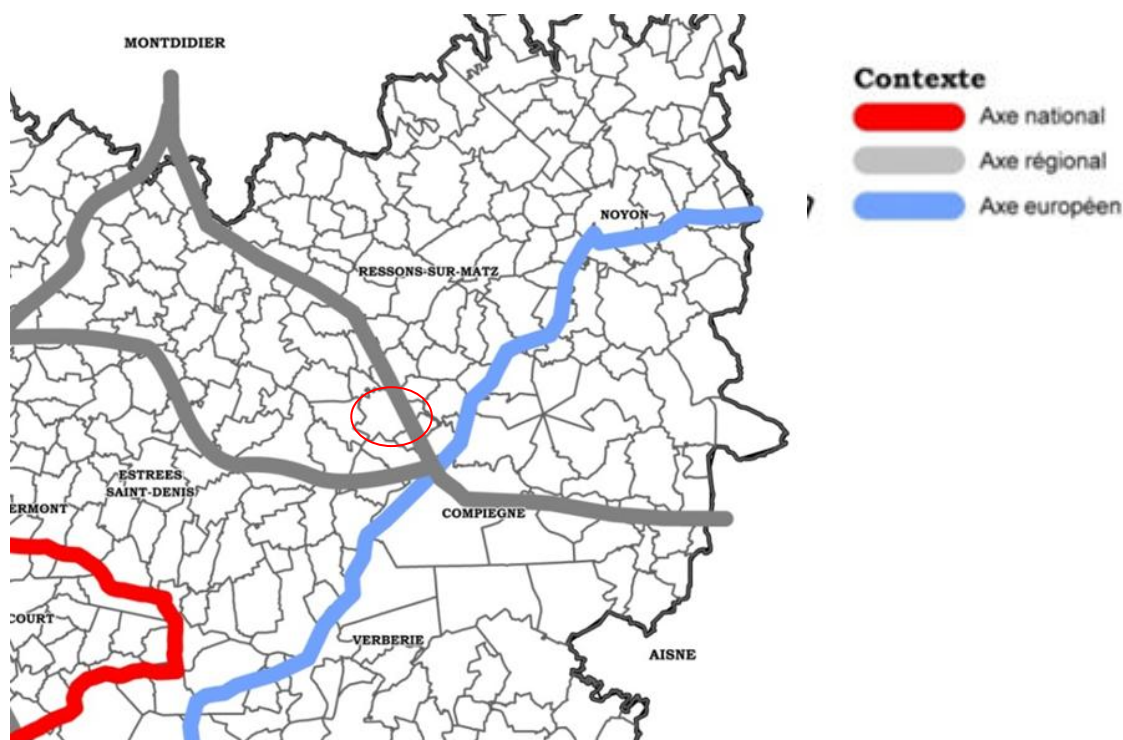 MONTDIDIER
Contexte
Axe national
Axe régional
Axe européen
NOYON
RESSONS-SUR-MATZ
ESTREES
SAINT-DENIS
ERMONT
COMPIEGNE
COURT
VERBERIE
AISNE